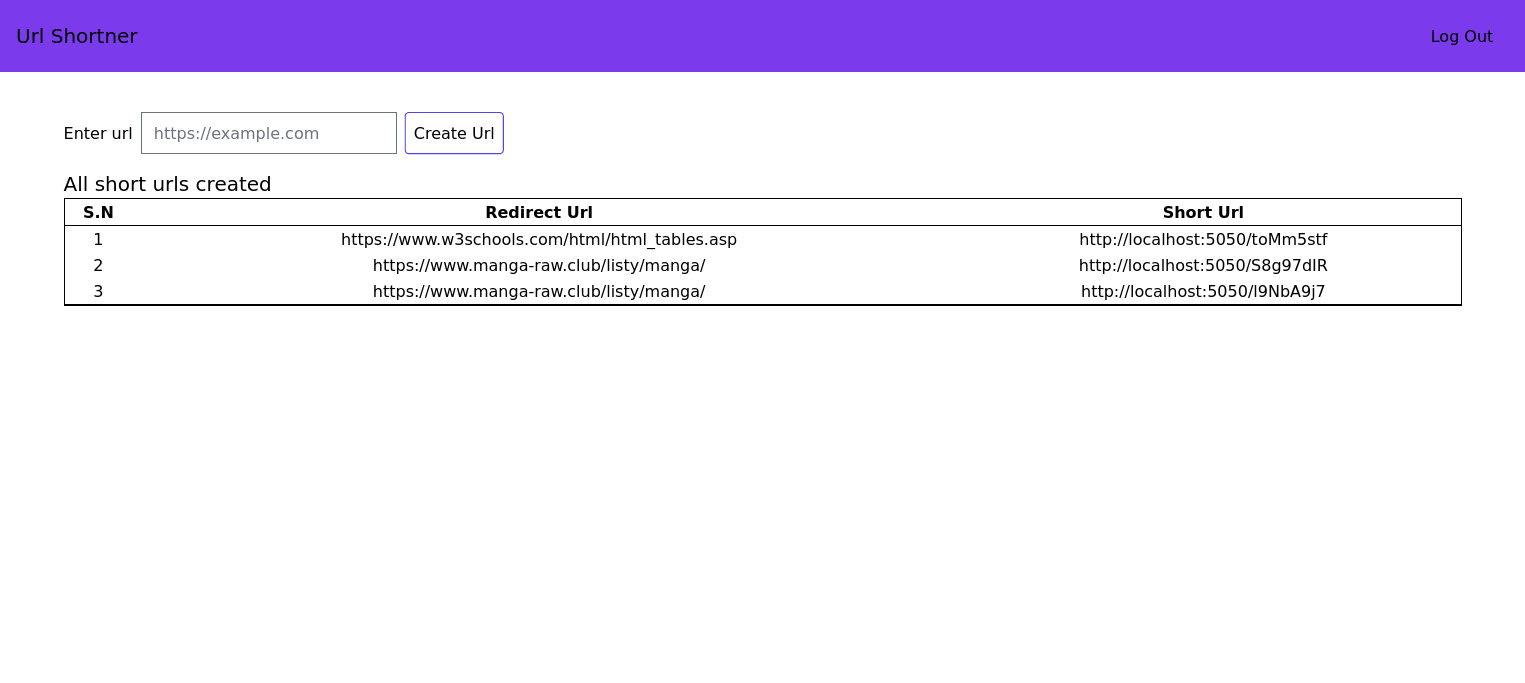 Url Shortner
Log Out
Enter url https://example.com Create Url
All short urls created
S.N Redirect Url Short Url
1 https://www.w3schools.com/html/html_tables.asp http://localhost:5050/toMm5stf
2 https://www.manga-raw.club/listy/manga/ http://localhost:5050/S8g97dIR
3 https://www.manga-raw.club/listy/manga/ http://localhost:5050/l9NbA9j7